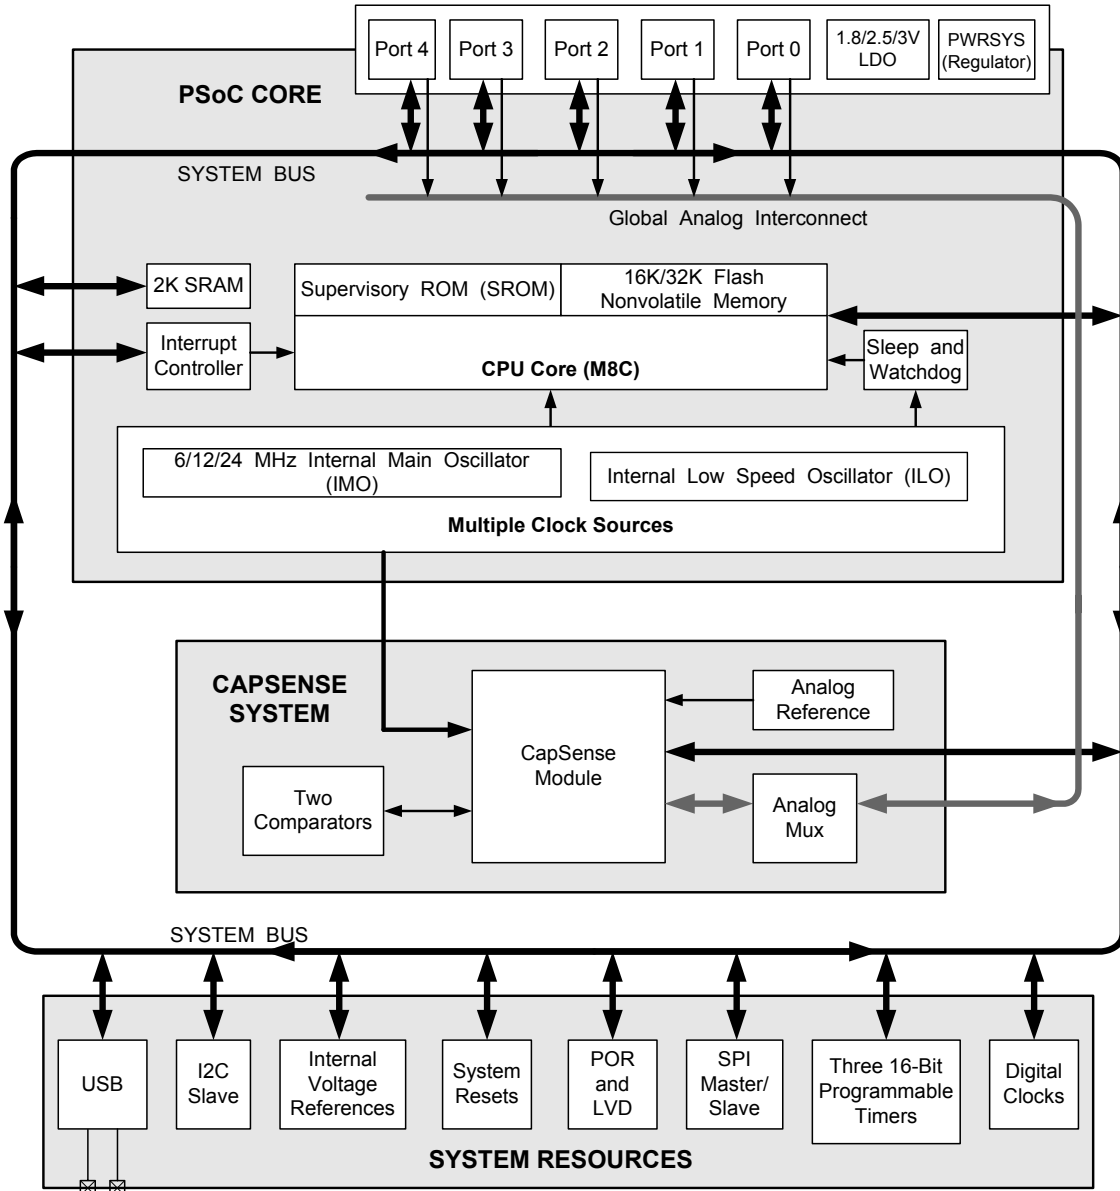 Port 4
Port 3
Port 2
Port 1
Port 0
1.8/2.5/3V
LDO
PWRSYS
(Regulator)
PSoC CORE
SYSTEM BUS
Global Analog Interconnect
2K SRAM
Supervisory ROM (SROM)
16K/32K Flash
Nonvolatile Memory
Interrupt
Controller
CPU Core (M8C)
Sleep and
Watchdog
6/12/24 MHz Internal Main Oscillator
(IMO)
Internal Low Speed Oscillator (ILO)
Multiple Clock Sources
CAPSENSE
SYSTEM
Analog
Reference
CapSense
Module
Two
Comparators
Analog
Mux
SYSTEM BUS
USB
I2C
Slave
Internal
Voltage
References
System
Resets
POR
and
LVD
SPI
Master/
Slave
Three 16-Bit
Programmable
Timers
Digital
Clocks
SYSTEM RESOURCES